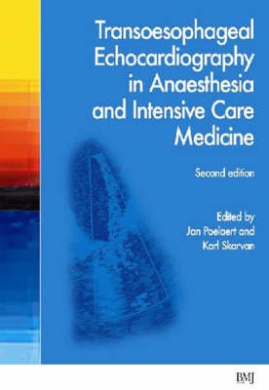 Transoesophageal
Echocardiography
in Anaesthesia
and Intensive Care
Medicine
Second edition
Edited by
Jan Poelaert and
Karl Skarvan
BMJ